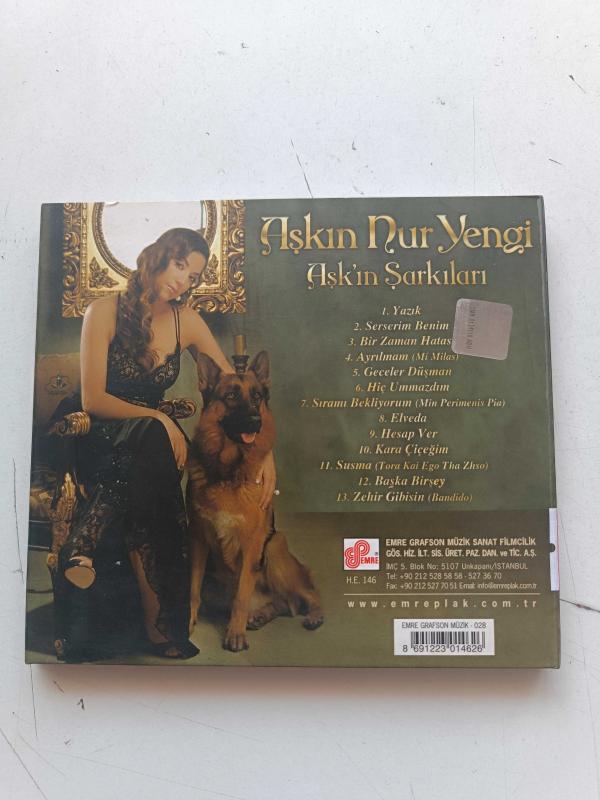 Aşkın Nur Yengi
Aşk'ın Şarkıları
1. Yazık
2. Serserim Benim
3. Bir Zaman Hatas
4. Ayrılmam (Mi Milas)
5. Geceler Düşman
6. Hiç Ummazdım
7. Sıramı Bekliyorum (Min Perimenis Pia)
8. Elveda
9. Hesap Ver
10. Kara Çiçeğim
11. Susma (Tora Kai Ego Tha Zhso)
12. Başka Birşey
13. Zehir Gibisin (Bandido)
EMRE
H.E. 146
EMRE GRAFSON MÜZİK SANAT FİLMCİLİK
GÖS. HİZ. İLT. SİS. ÜRET. PAZ. DAN. ve TİC. A.Ş.
İMÇ 5. Blok No: 5107 Unkapanı/İSTANBUL
Tel: +90 212 528 58 58 - 527 36 70
Fax: +90 212 527 70 51 Email: info@emreplak.com.tr
www.emreplak.com.tr
EMRE GRAFSON MÜZİK - 028
8 691223 014626